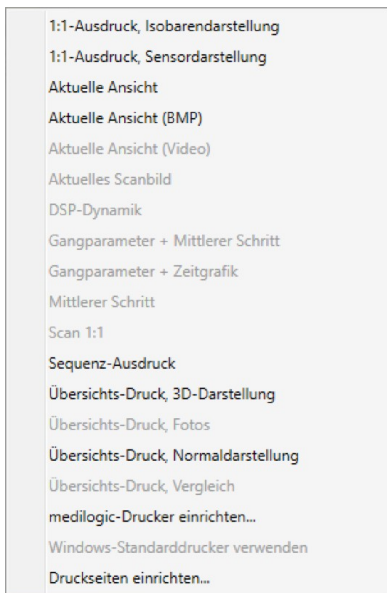 1:1-Ausdruck, Isobarendarstellung
1:1-Ausdruck, Sensordarstellung
Aktuelle Ansicht
Aktuelle Ansicht (BMP)
Aktuelle Ansicht (Video)
Aktuelles Scanbild
DSP-Dynamik
Gangparameter + Mittlerer Schritt
Gangparameter + Zeitgrafik
Mittlerer Schritt
Scan 1:1
Sequenz-Ausdruck
Übersichts-Druck, 3D-Darstellung
Übersichts-Druck, Fotos
Übersichts-Druck, Normaldarstellung
Übersichts-Druck, Vergleich
medilogic-Drucker einrichten...
Windows-Standarddrucker verwenden
Druckseiten einrichten...